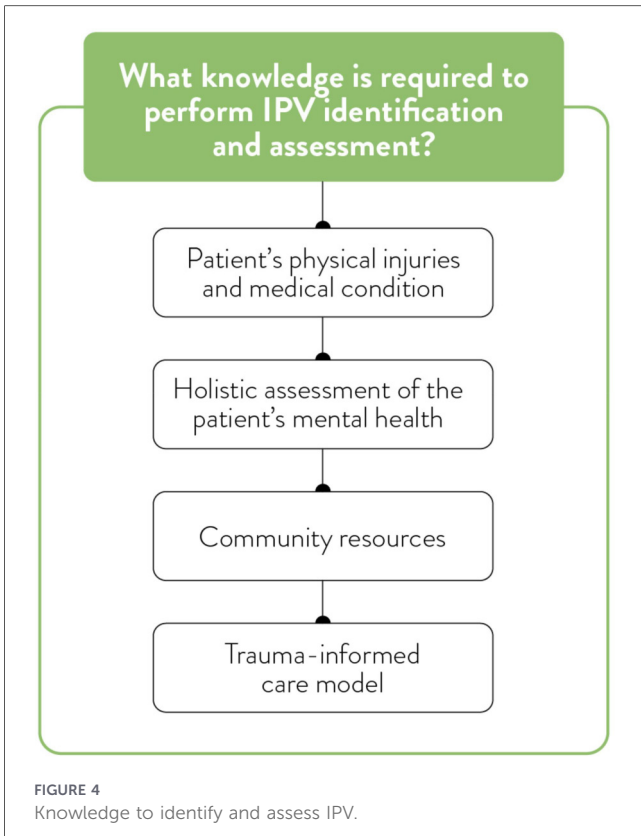 What knowledge is required to
perform IPV identification
and assessment?
Patient's physical injuries
and medical condition
Holistic assessment of the
patient's mental health
Community resources
Trauma-informed
care model
FIGURE 4
Knowledge to identify and assess IPV.